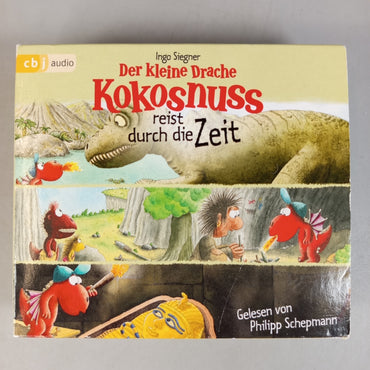 cbj audio
Ingo Siegner
Der kleine Drache
Kokosnuss
reist
durch die Zeit
Gelesen von
Philipp Schepmann